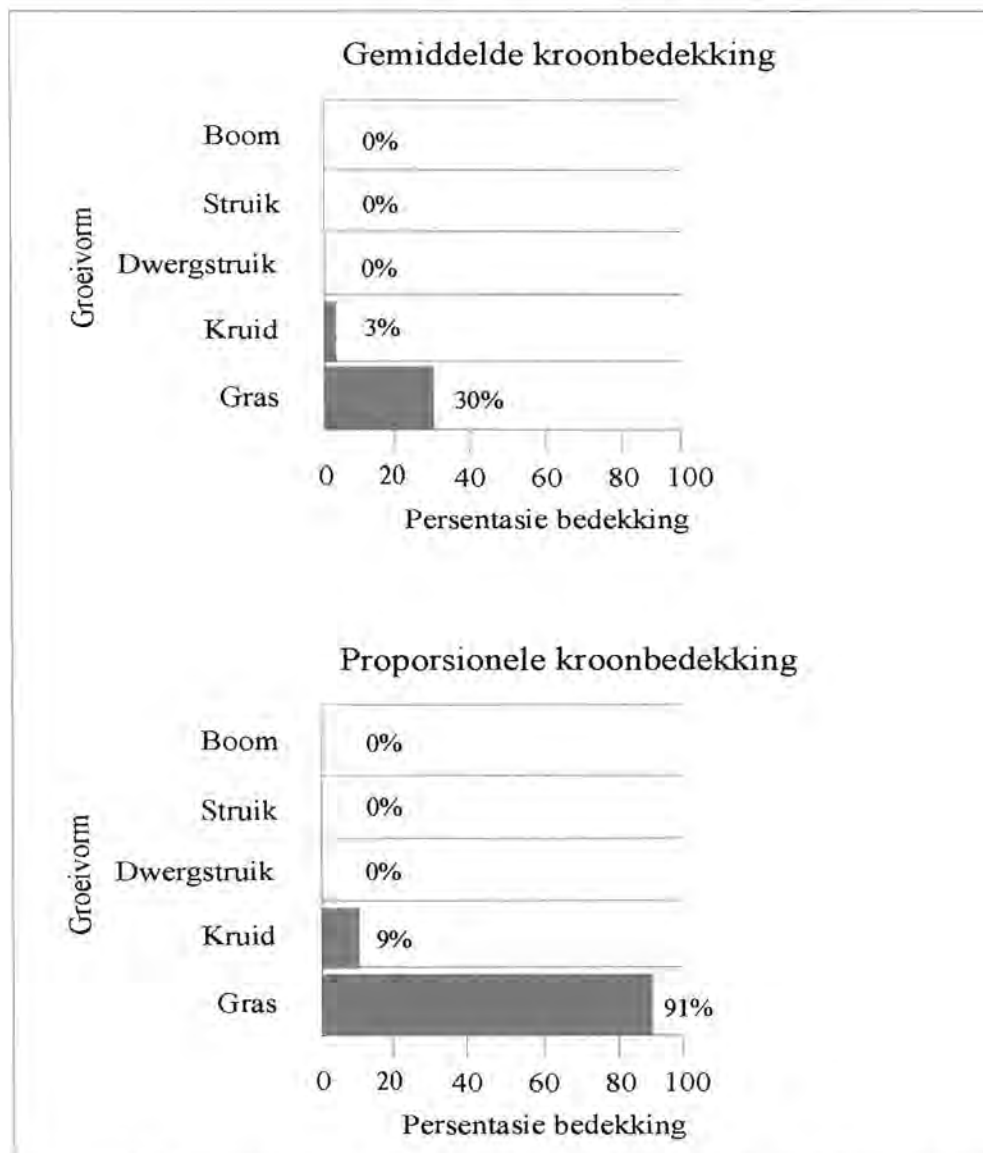 Gemiddelde kroonbedekking
Groeivorm
Boom 0%
Struik 0%
Dwergstruik 0%
Kruid 3%
Gras 30%
0 20 40 60 80 100
Persentasie bedekking
Proporsionele kroonbedekking
Groeivorm
Boom 0%
Struik 0%
Dwergstruik 0%
Kruid 9%
Gras 91%
0 20 40 60 80 100
Persentasie bedekking